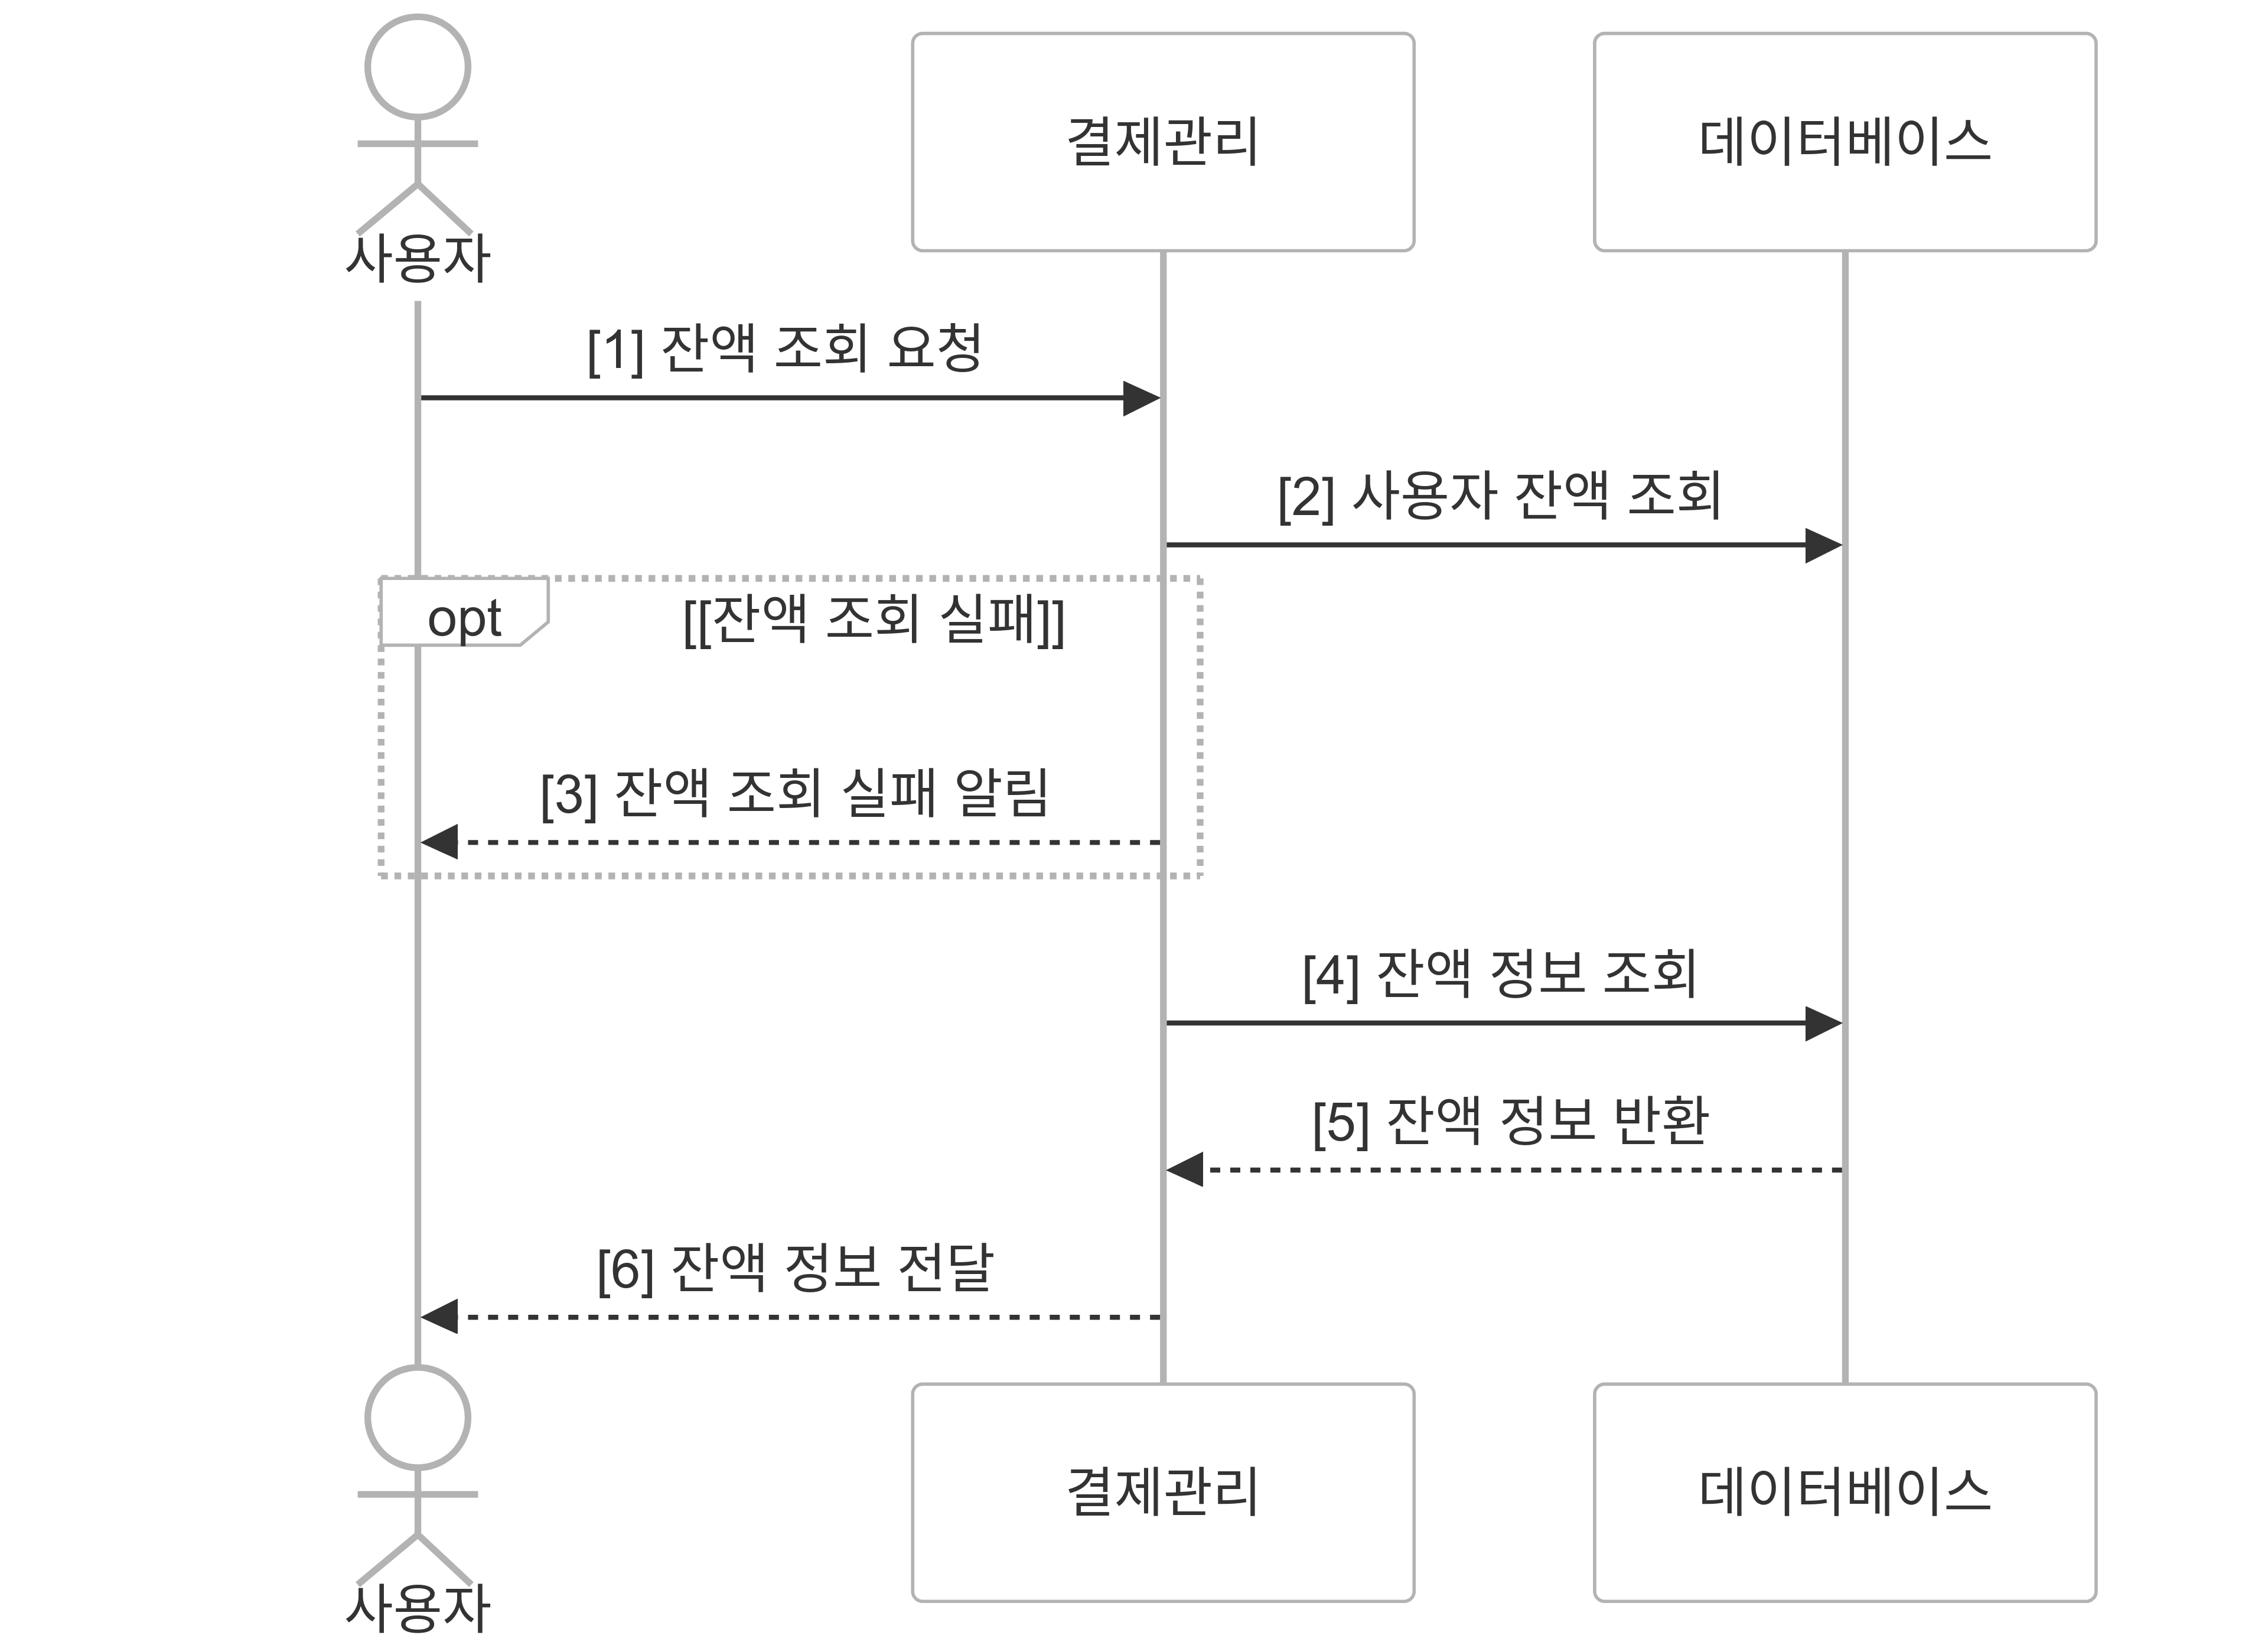 사용자
결제관리
데이터베이스
[1] 잔액 조회 요청
[2] 사용자 잔액 조회
opt
[[잔액 조회 실패]]
[3] 잔액 조회 실패 알림
[4] 잔액 정보 조회
[5] 잔액 정보 반환
[6] 잔액 정보 전달
사용자
결제관리
데이터베이스